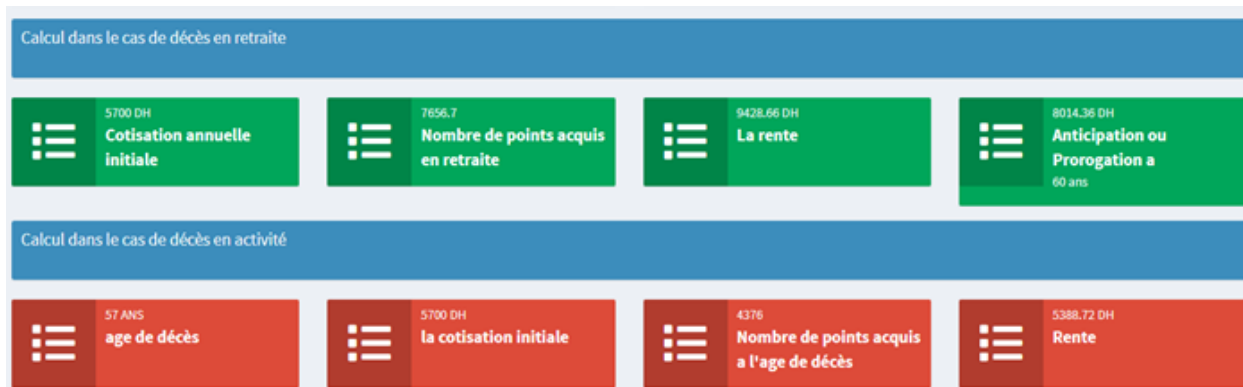 Calcul dans le cas de décès en retraite
5700 DH
Cotisation annuelle
initiale
7656.7
Nombre de points acquis
en retraite
9428.66 DH
La rente
8014.36 DH
Anticipation ou
Prorogation a
60 ans
Calcul dans le cas de décès en activité
57 ANS
age de décès
5700 DH
la cotisation initiale
4376
Nombre de points acquis
a l'age de décès
5388.72 DH
Rente